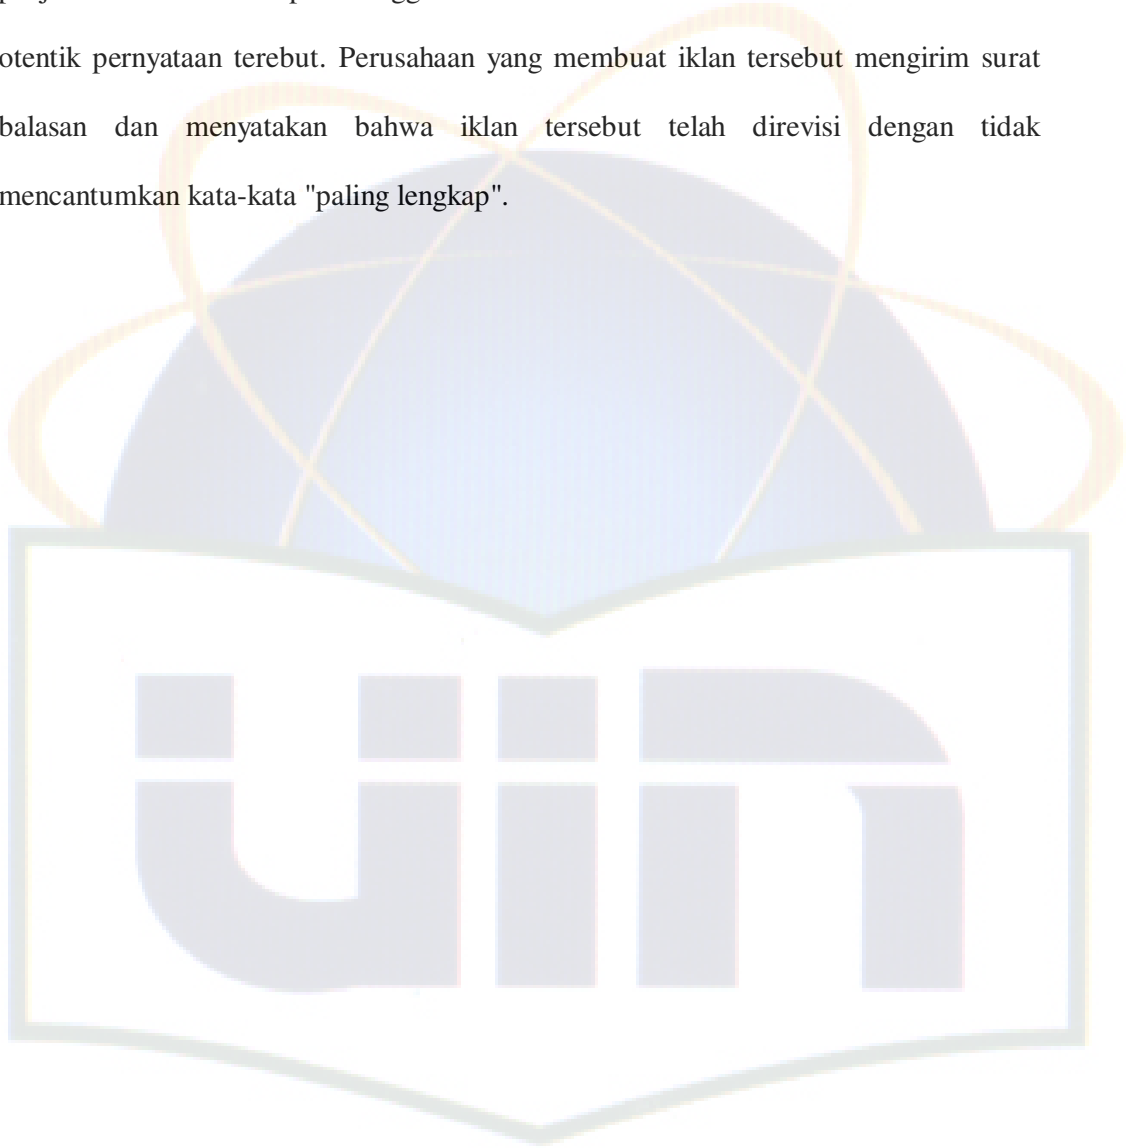 otentik pernyataan terebut. Perusahaan yang membuat iklan tersebut mengirim surat
balasan dan menyatakan bahwa iklan tersebut telah direvisi dengan tidak
mencantumkan kata-kata "paling lengkap".
uin